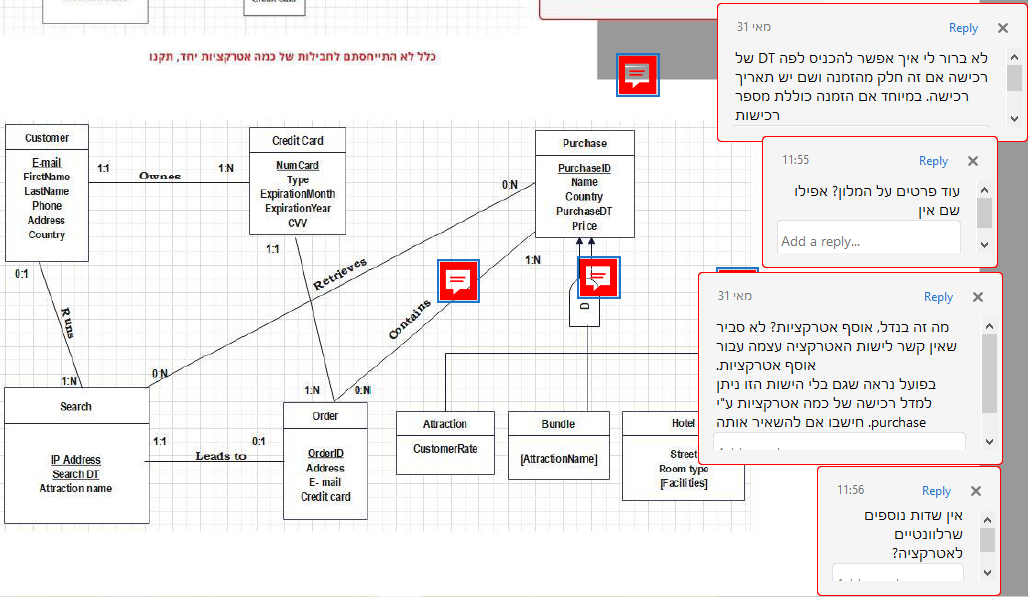 כלל לא התייחסתם לחבילות של כמה אטרקציות יחד, תקנו
Customer
E-mail
FirstName
LastName
Phone
Address
Country
1:1
Ownes
1:N
Credit Card
NumCard
Type
ExpirationMonth
ExpirationYear
CVV
Purchase
PurchaseID
Name
Country
PurchaseDT
Price
0:N
1:1
0:1
Retrieves
1:N
Contains
D
Runs
1:N
0:N
1:N
0:N
Search
IP Address
Search DT
Attraction name
1:1
Leads to
0:1
Order
OrderID
Address
E- mail
Credit card
Attraction
CustomerRate
Bundle
[AttractionName]
Hotel
Street
Room type
[Facilities]
31 מאי
Reply
לא ברור לי איך אפשר להכניס לפה DT של
רכישה אם זה חלק מהזמנה ושם יש תאריך
רכישה. במיוחד אם הזמנה כוללת מספר
רכישות
11:55
Reply
עוד פרטים על המלון? אפילו
שם אין
Add a reply...
31 מאי
Reply
מה זה בנדל, אוסף אטרקציות? לא סביר
שאין קשר לישות האטרקציה עצמה עבור
אוסף אטרקציות.
בפועל נראה שגם בלי הישות הזו ניתן
למדל רכישה של כמה אטרקציות ע"י
purchase. חישבו אם להשאיר אותה
11:56
Reply
אין שדות נוספים
שרלוונטיים
לאטרקציה?